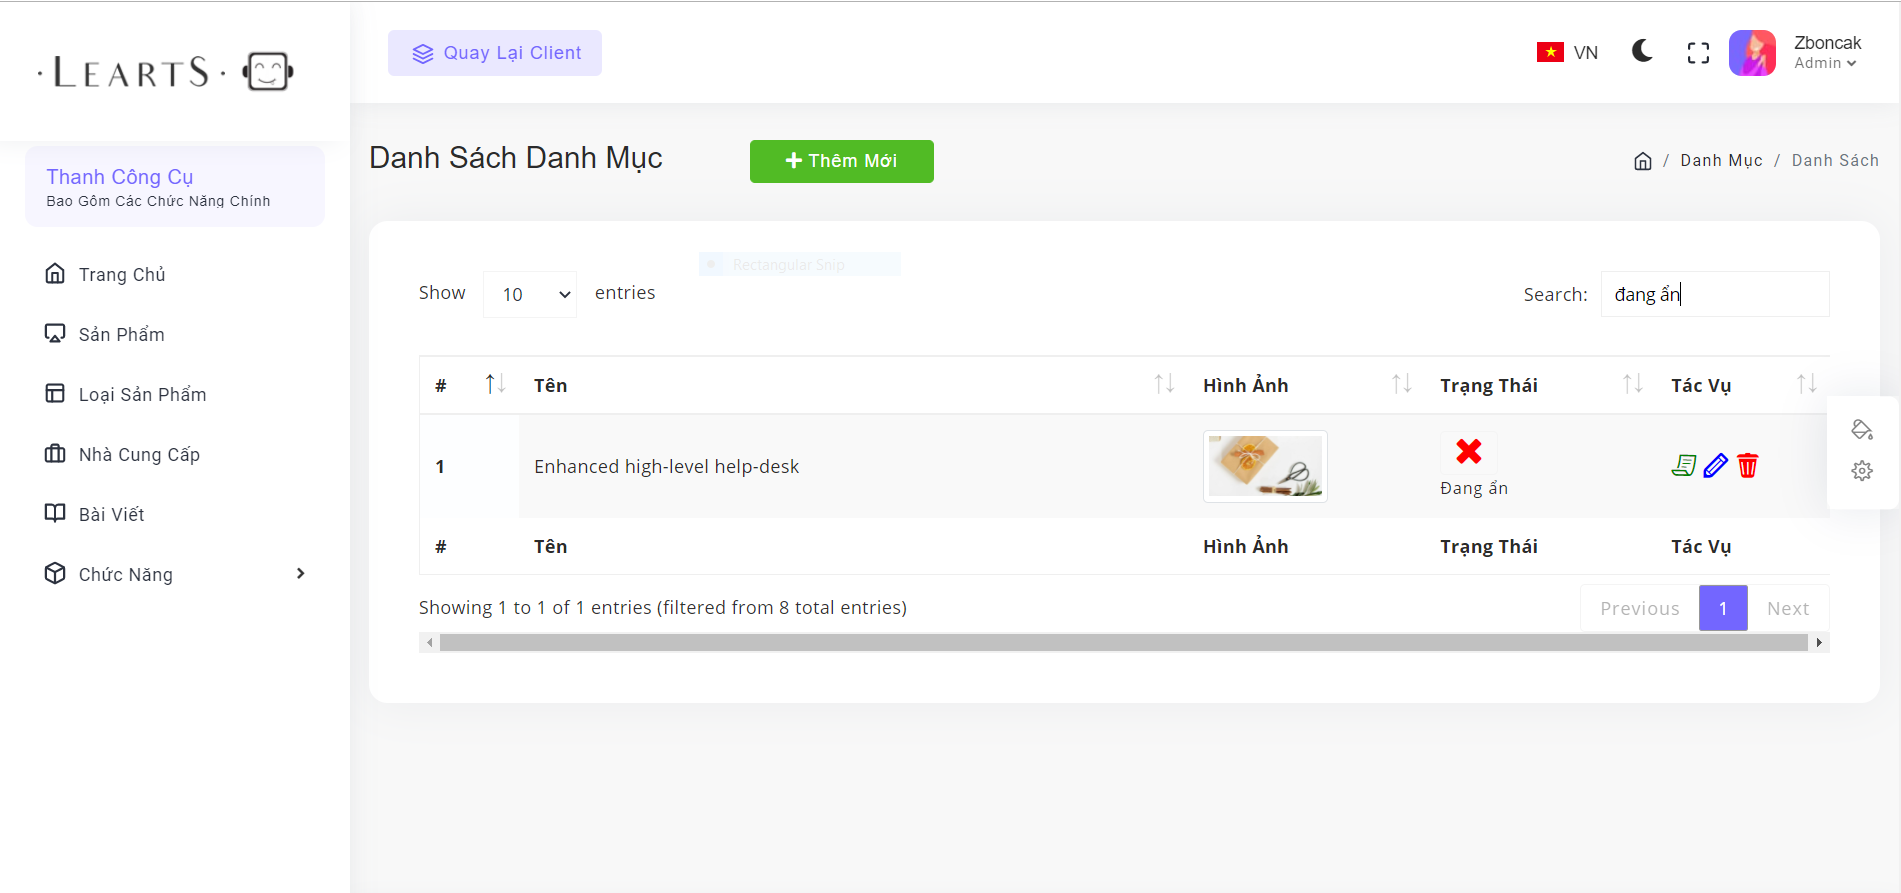 · LEARTS ·
Quay Lại Client
VN
Zboncak
Admin
Thanh Công Cụ
Bao Gồm Các Chức Năng Chính
Trang Chủ
Sản Phẩm
Loại Sản Phẩm
Nhà Cung Cấp
Bài Viết
Chức Năng
Danh Sách Danh Mục
Thêm Mới
/ Danh Mục / Danh Sách
Rectangular Snip
Show 10 entries
Search: đang ẩn
# Tên Hình Ảnh Trạng Thái Tác Vụ
1 Enhanced high-level help-desk
Đang ẩn
# Tên Hình Ảnh Trạng Thái Tác Vụ
Showing 1 to 1 of 1 entries (filtered from 8 total entries)
Previous 1 Next